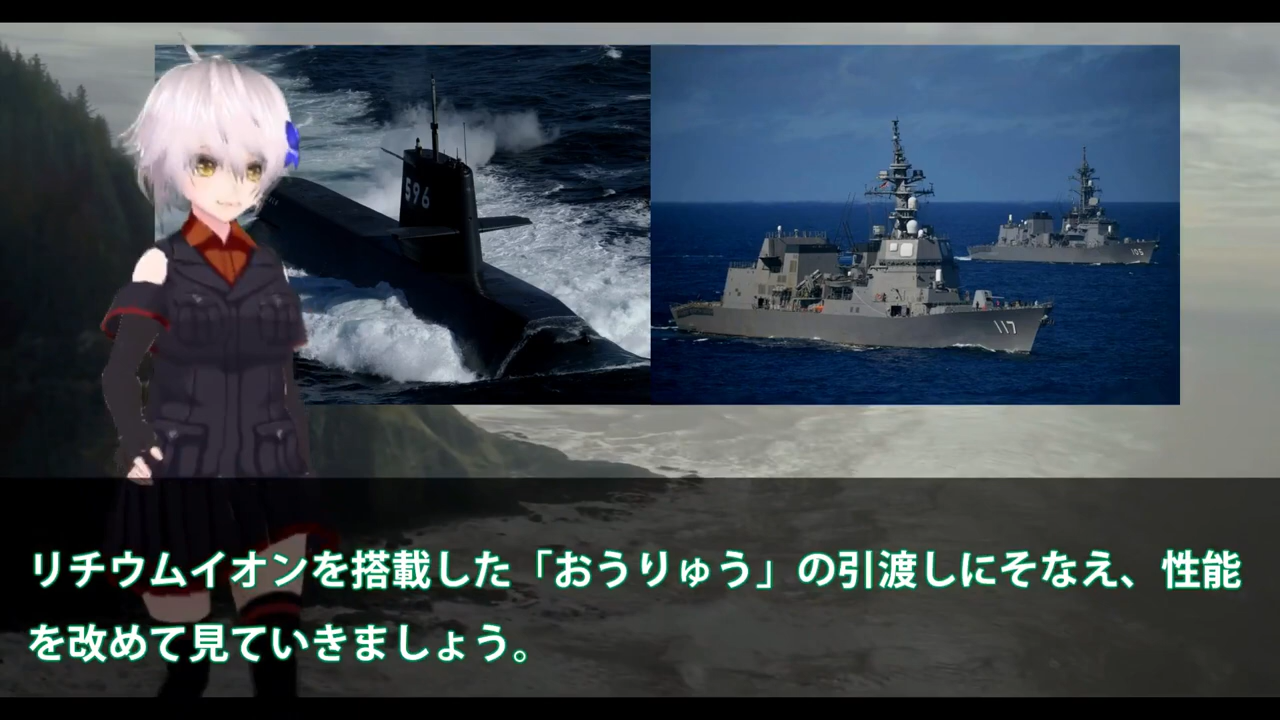 596
117
105
リチウムイオンを搭載した「おうりゅう」の引渡しにそなえ、性能
を改めて見ていきましょう。